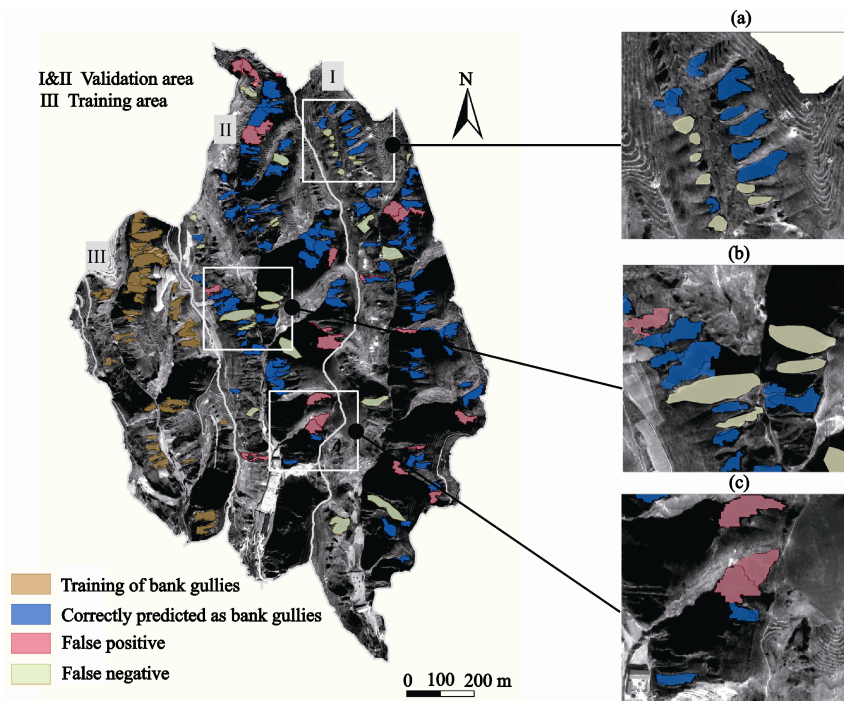 (a)
I&II Validation area
III Training area
I
N
II
III
(b)
(c)
Training of bank gullies
Correctly predicted as bank gullies
False positive
False negative
0 100 200 m